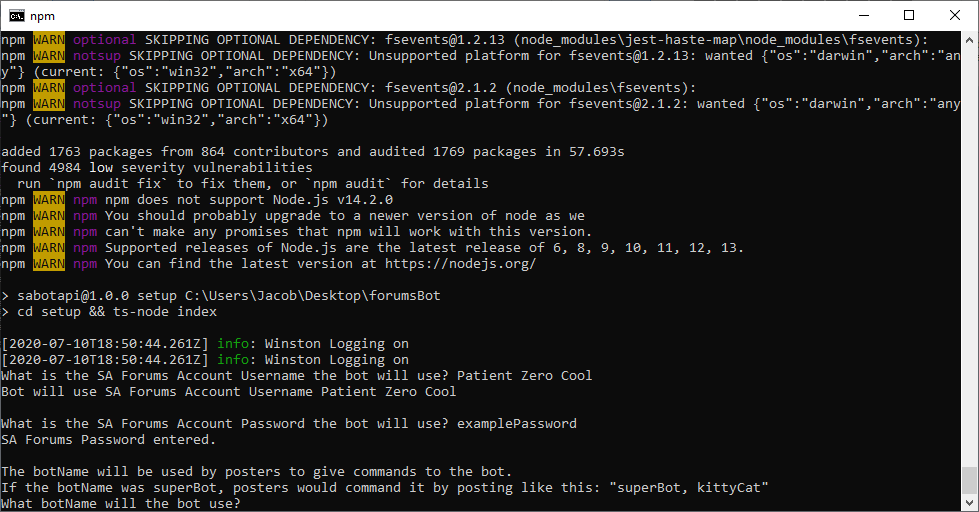 npm
npm WARN optional SKIPPING OPTIONAL DEPENDENCY: fsevents@1.2.13 (node_modules\jest-haste-map\node_modules\fsevents):
npm WARN notsup SKIPPING OPTIONAL DEPENDENCY: Unsupported platform for fsevents@1.2.13: wanted {"os":"darwin","arch":"an
y"} (current: {"os":"win32","arch":"x64"})
npm WARN optional SKIPPING OPTIONAL DEPENDENCY: fsevents@2.1.2 (node_modules\fsevents):
npm WARN notsup SKIPPING OPTIONAL DEPENDENCY: Unsupported platform for fsevents@2.1.2: wanted {"os":"darwin","arch":"any
"} (current: {"os":"win32","arch":"x64"})
added 1763 packages from 864 contributors and audited 1769 packages in 57.693s
found 4984 low severity vulnerabilities
  run `npm audit fix` to fix them, or `npm audit` for details
npm WARN npm npm does not support Node.js v14.2.0
npm WARN npm You should probably upgrade to a newer version of node as we
npm WARN npm can't make any promises that npm will work with this version.
npm WARN npm Supported releases of Node.js are the latest release of 6, 8, 9, 10, 11, 12, 13.
npm WARN npm You can find the latest version at https://nodejs.org/
> sabotapi@1.0.0 setup C:\Users\Jacob\Desktop\forumsBot
> cd setup && ts-node index
[2020-07-10T18:50:44.261Z] info: Winston Logging on
[2020-07-10T18:50:44.261Z] info: Winston Logging on
What is the SA Forums Account Username the bot will use? Patient Zero Cool
Bot will use SA Forums Account Username Patient Zero Cool
What is the SA Forums Account Password the bot will use? examplePassword
SA Forums Password entered.
The botName will be used by posters to give commands to the bot.
If the botName was superBot, posters would command it by posting like this: "superBot, kittyCat"
What botName will the bot use?